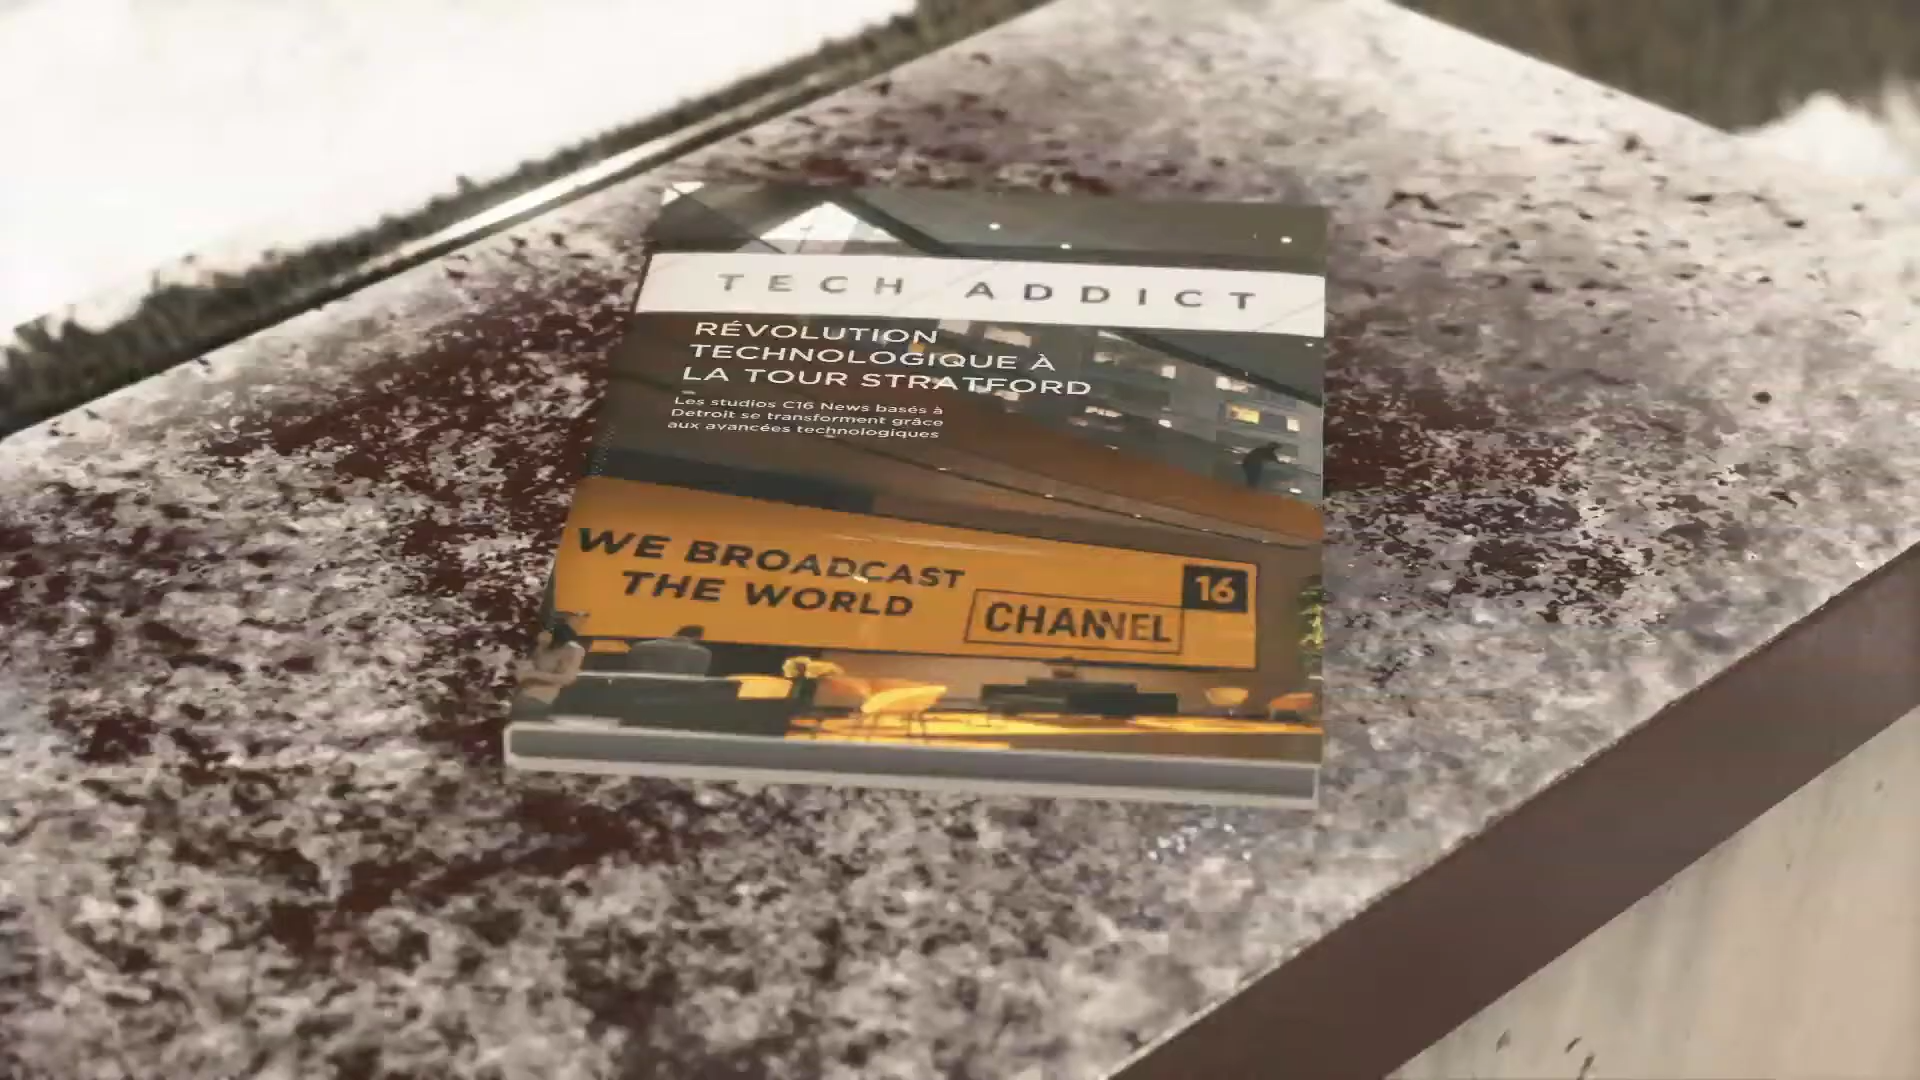 TECH ADDICT
RÉVOLUTION
TECHNOLOGIQUE À
LA TOUR STRATFORD
Les studios C16 News basés à
Detroit se transforment grâce
aux avancées technologiques
WE BROADCAST
THE WORLD
16
CHANNEL